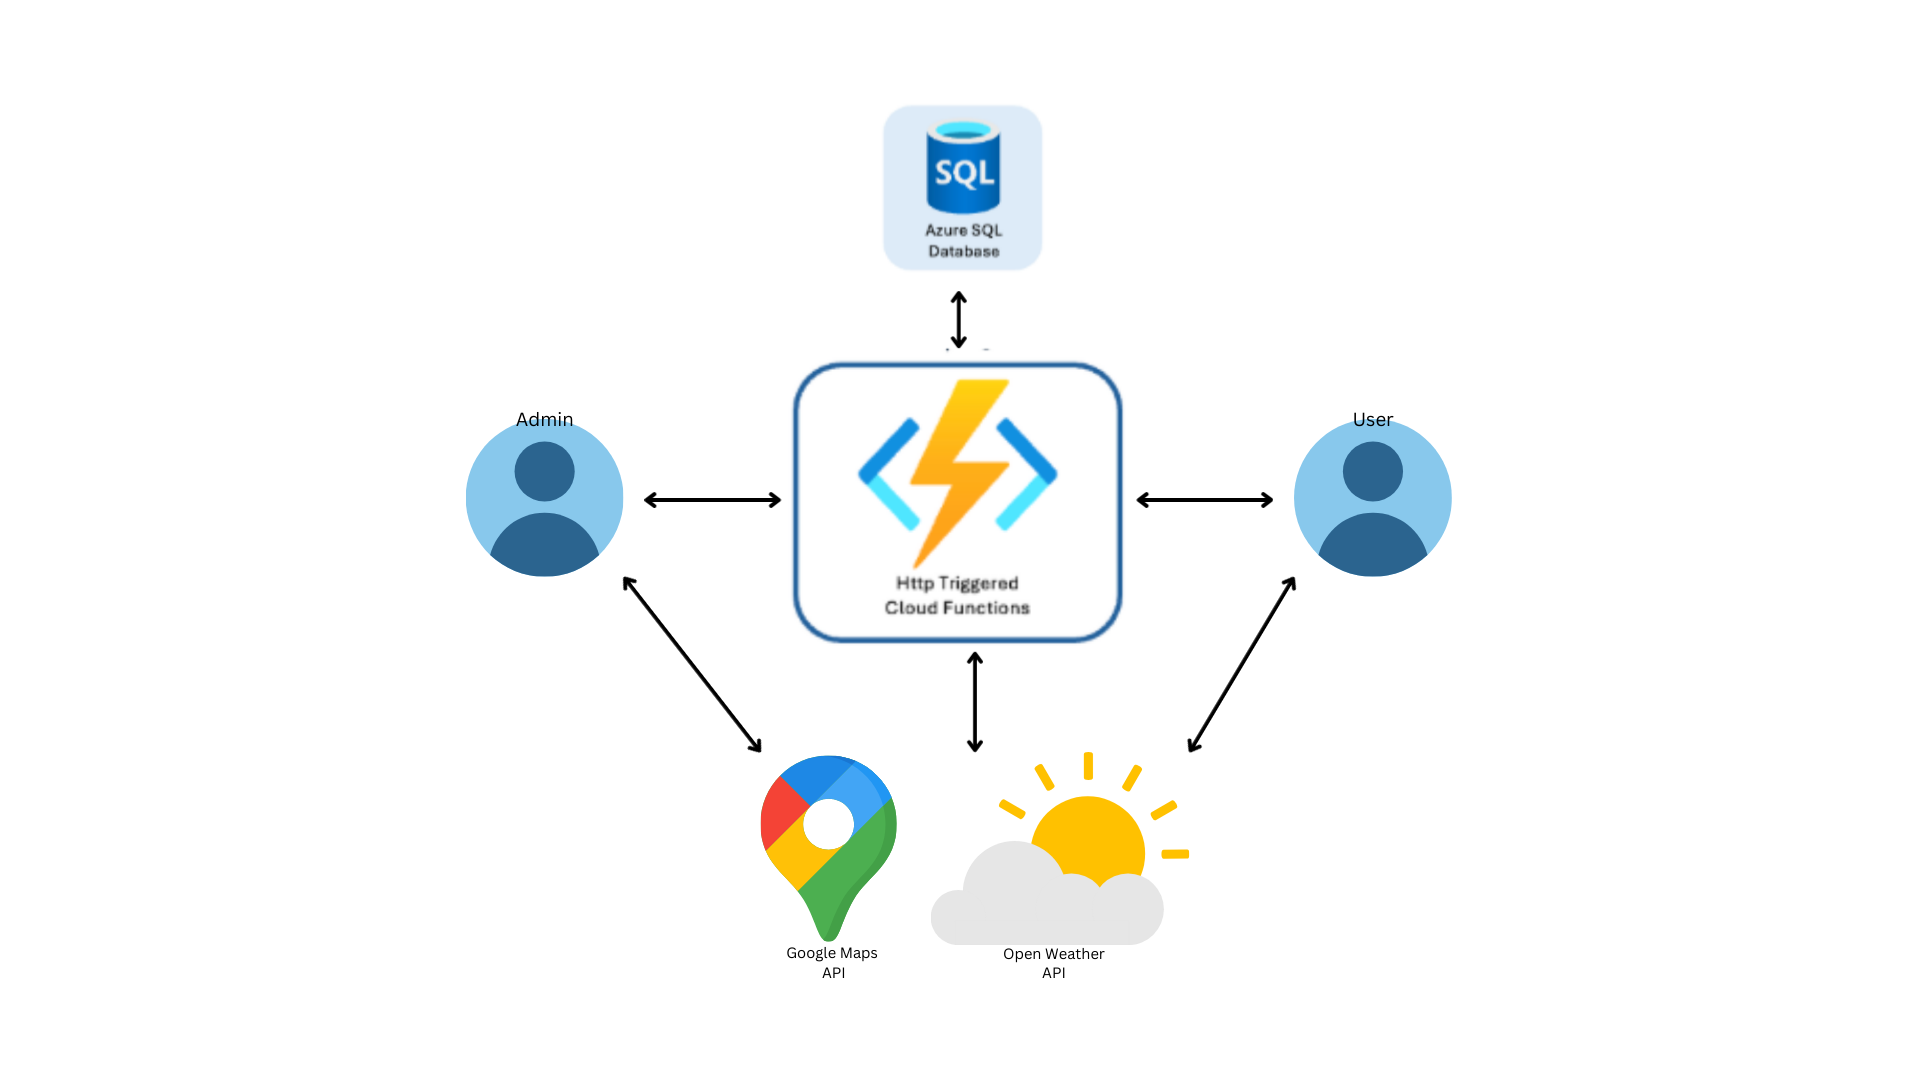 SQL
Azure SQL
Database
Admin
User
Http Triggered
Cloud Functions
Google Maps
API
Open Weather
API